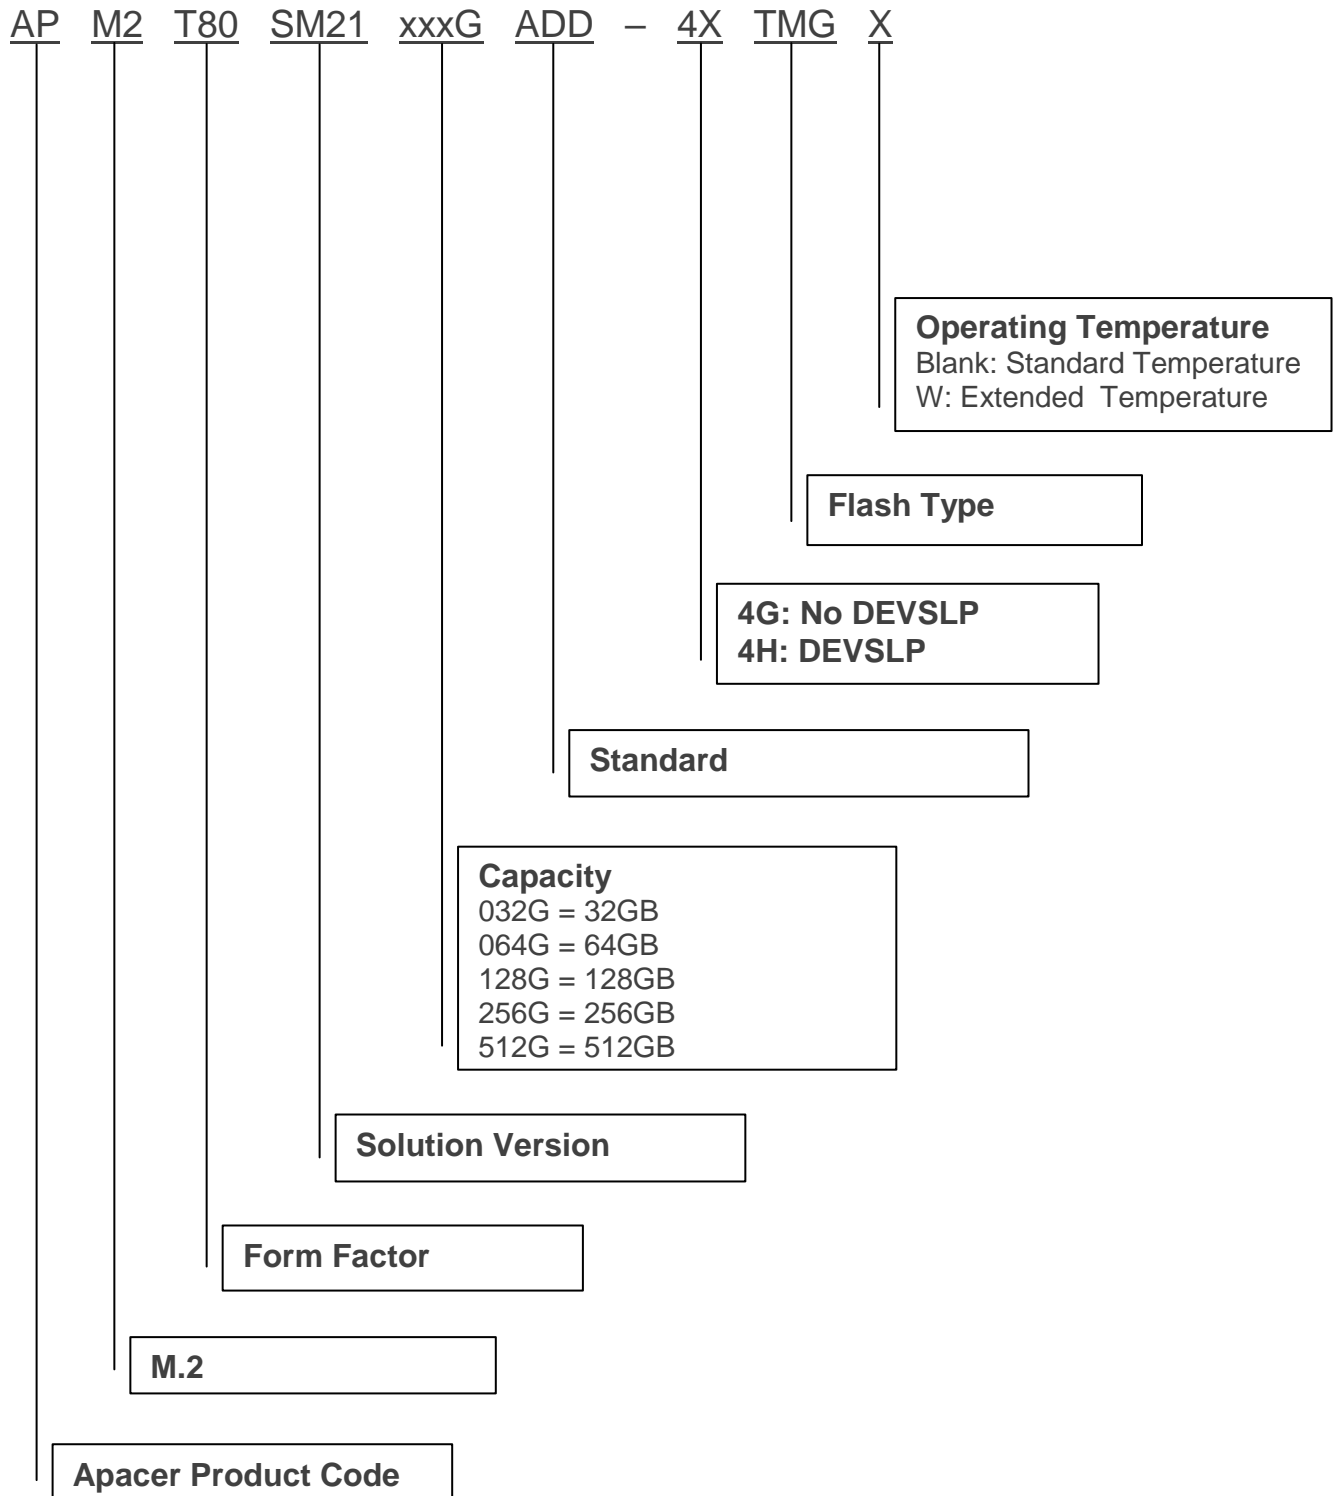 AP M2 T80 SM21 xxxG ADD – 4X TMG X
Operating Temperature
Blank: Standard Temperature
W: Extended Temperature
Flash Type
4G: No DEVSLP
4H: DEVSLP
Standard
Capacity
032G = 32GB
064G = 64GB
128G = 128GB
256G = 256GB
512G = 512GB
Solution Version
Form Factor
M.2
Apacer Product Code